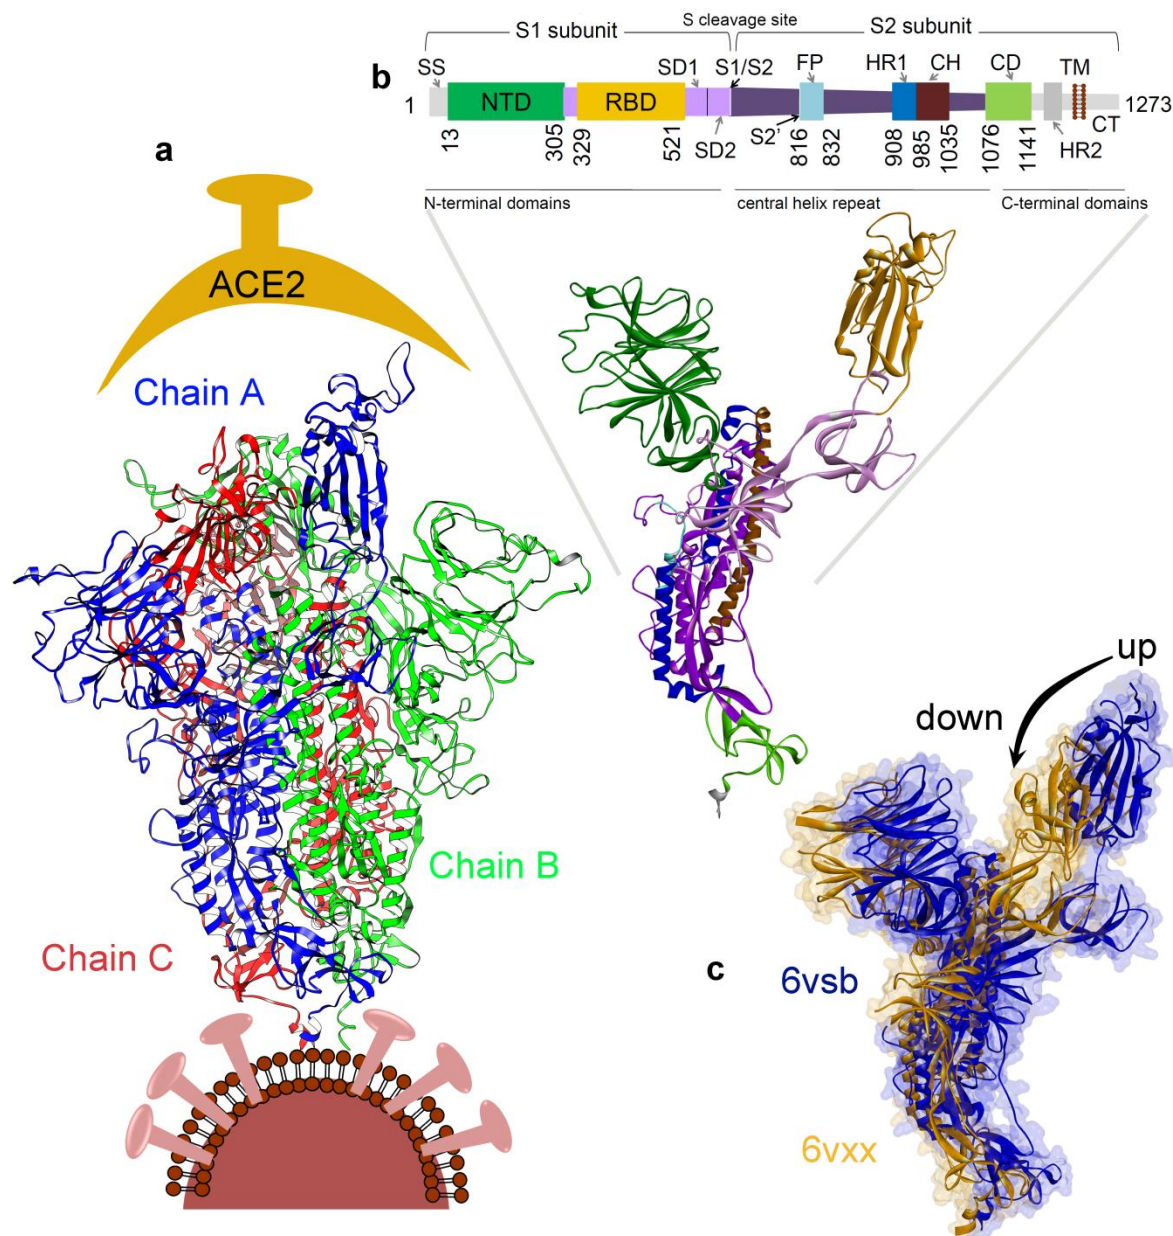 S cleavage site
S1 subunit
S2 subunit
b
SS
SD1
S1/S2
FP
HR1
CH
CD
TM
1
NTD
RBD
1273
CT
S2'
SD2
HR2
13
305
329
521
816
832
908
985
1035
1076
1141
N-terminal domains
central helix repeat
C-terminal domains
a
ACE2
Chain A
Chain B
Chain C
up
down
c
6vsb
6vxx